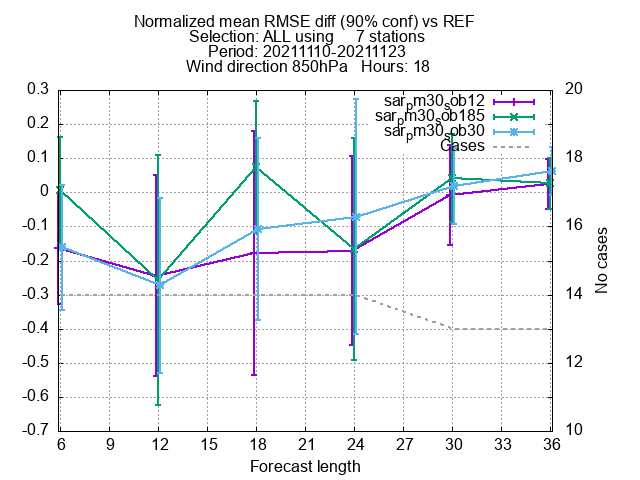 Normalized mean RMSE diff (90% conf) vs REF
Selection: ALL using 7 stations
Period: 20211110-20211123
Wind direction 850hPa Hours: 18
0.3 20
sar_pm30_sob12
0.2
sar_pm30_sob185
sar_pm30_sob30
Cases
0.1 18
0
-0.1 16
-0.2
-0.3 14
-0.4
-0.5 12
-0.6
-0.7 10
No cases
6 9 12 15 18 21 24 27 30 33 36
Forecast length